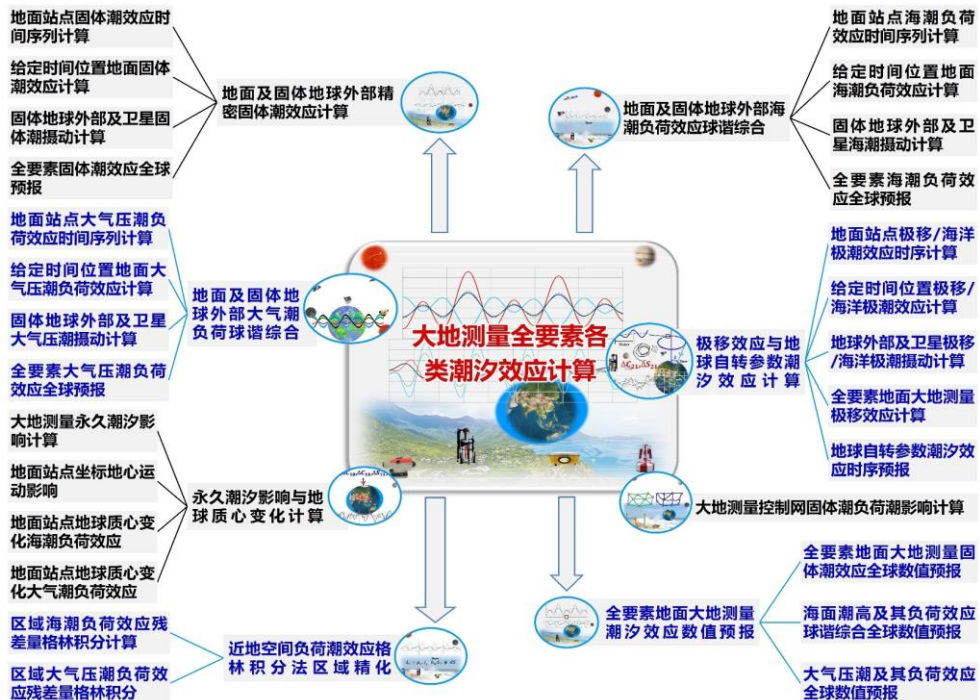 地面站点固体潮效应时
间序列计算
给定时间位置地面固体
潮效应计算
固体地球外部及卫星固
体潮摄动计算
全要素固体潮效应全球
预报
地面及固体地球外部精
密固体潮效应计算
地面站点海潮负荷
效应时间序列计算
给定时间位置地面
海潮负荷效应计算
固体地球外部及卫
星海潮摄动计算
全要素海潮负荷效
应全球预报
地面及固体地球外部海
潮负荷效应球谐综合
地面站点大气压潮负
荷效应时间序列计算
给定时间位置地面大
气压潮负荷效应计算
固体地球外部及卫星
大气压潮摄动计算
全要素大气压潮负荷
效应全球预报
地面及固体地
球外部大气潮
负荷球谐综合
大地测量全要素各
类潮汐效应计算
极移效应与地
球自转参数潮
汐效应计算
地面站点极移/海洋
极潮效应时序计算
给定时间位置极移/
海洋极潮效应计算
地球外部及卫星极移
/海洋极潮摄动计算
全要素地面大地测量
极移效应计算
地球自转参数潮汐效
应时序预报
大地测量永久潮汐影
响计算
地面站点坐标地心运
动影响
地面站点地球质心变
化海潮负荷效应
地面站点地球质心变
化大气潮负荷效应
永久潮汐影响与地
球质心变化计算
大地测量控制网固体潮负荷潮影响计算
区域海潮负荷效应残
差量格林积分计算
区域大气压潮负荷效
应残差量格林积分
近地空间负荷潮效应格
林积分法区域精化
全要素地面大地测量
潮汐效应数值预报
全要素地面大地测量固
体潮效应全球数值预报
海面潮高及其负荷效应
球谐综合全球数值预报
大气压潮及其负荷效应
全球数值预报